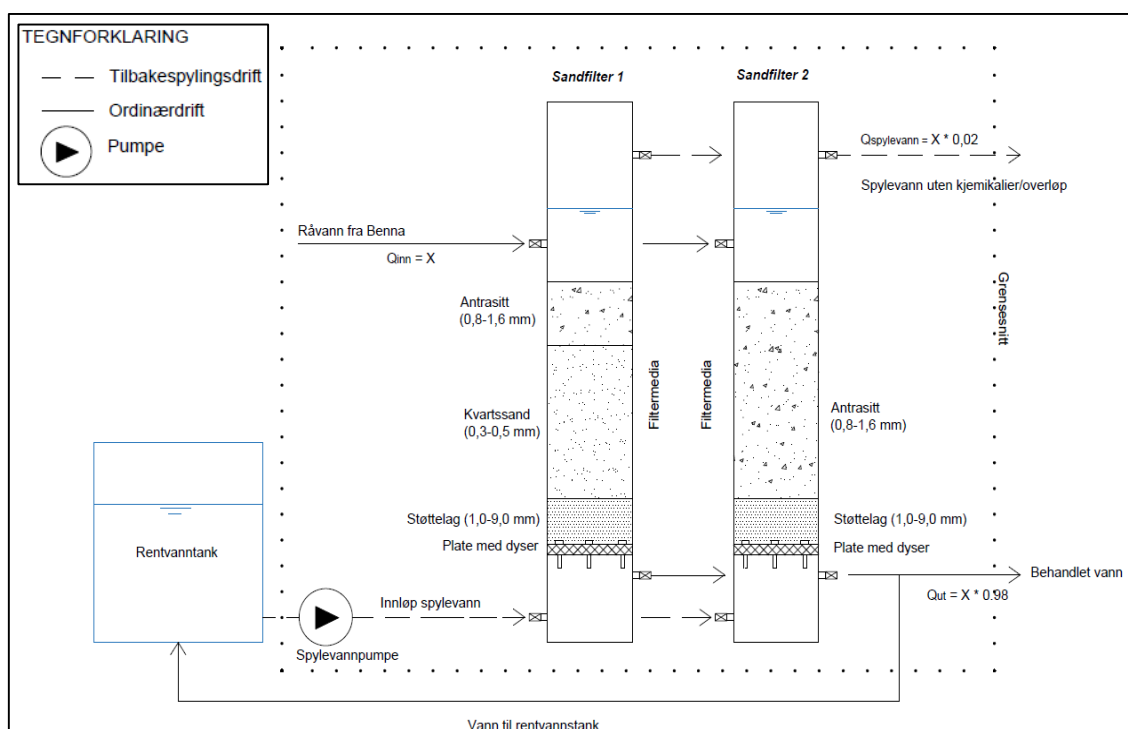 TEGNFORKLARING
Tilbakespylingsdrift
Ordinærdrift
Pumpe
Sandfilter 1
Sandfilter 2
Qspylevann = X * 0,02
Spylevann uten kjemikalier/overløp
Råvann fra Benna
Qinn = X
Grensesnitt
Antrasitt
(0,8-1,6 mm)
Filtermedia
Filtermedia
Kvartssand
(0,3-0,5 mm)
Antrasitt
(0,8-1,6 mm)
Støttelag (1,0-9,0 mm)
Støttelag (1,0-9,0 mm)
Plate med dyser
Plate med dyser
Rentvanntank
Behandlet vann
Qut = X * 0.98
Innløp spylevann
Spylevannpumpe
Vann til rentvannstank